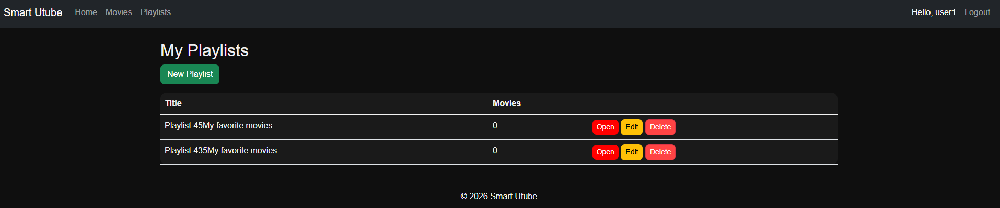 Smart Utube Home Movies Playlists Hello, user1 Logout
My Playlists
New Playlist
Title Movies
Playlist 45My favorite movies 0 Open Edit Delete
Playlist 435My favorite movies 0 Open Edit Delete
© 2026 Smart Utube